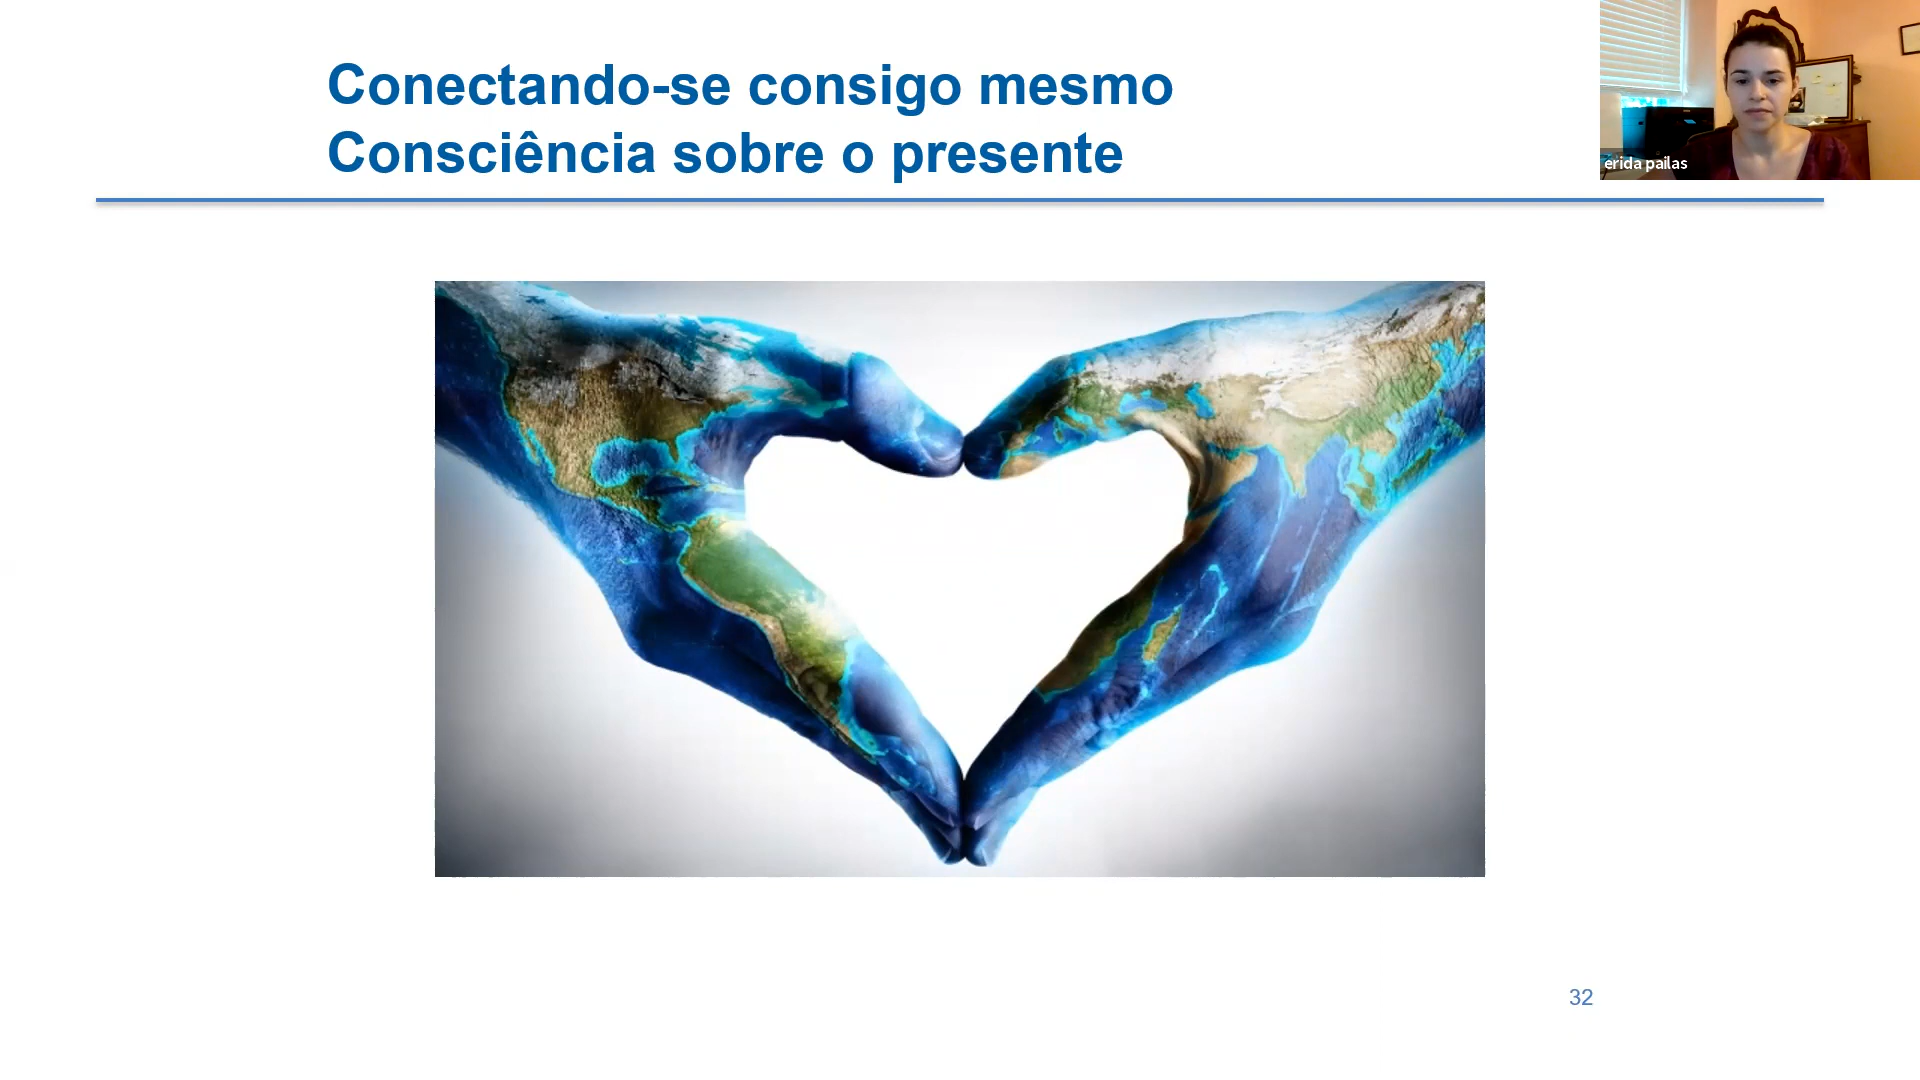 Conectando-se consigo mesmo
Consciência sobre o presente
erida pailas
32